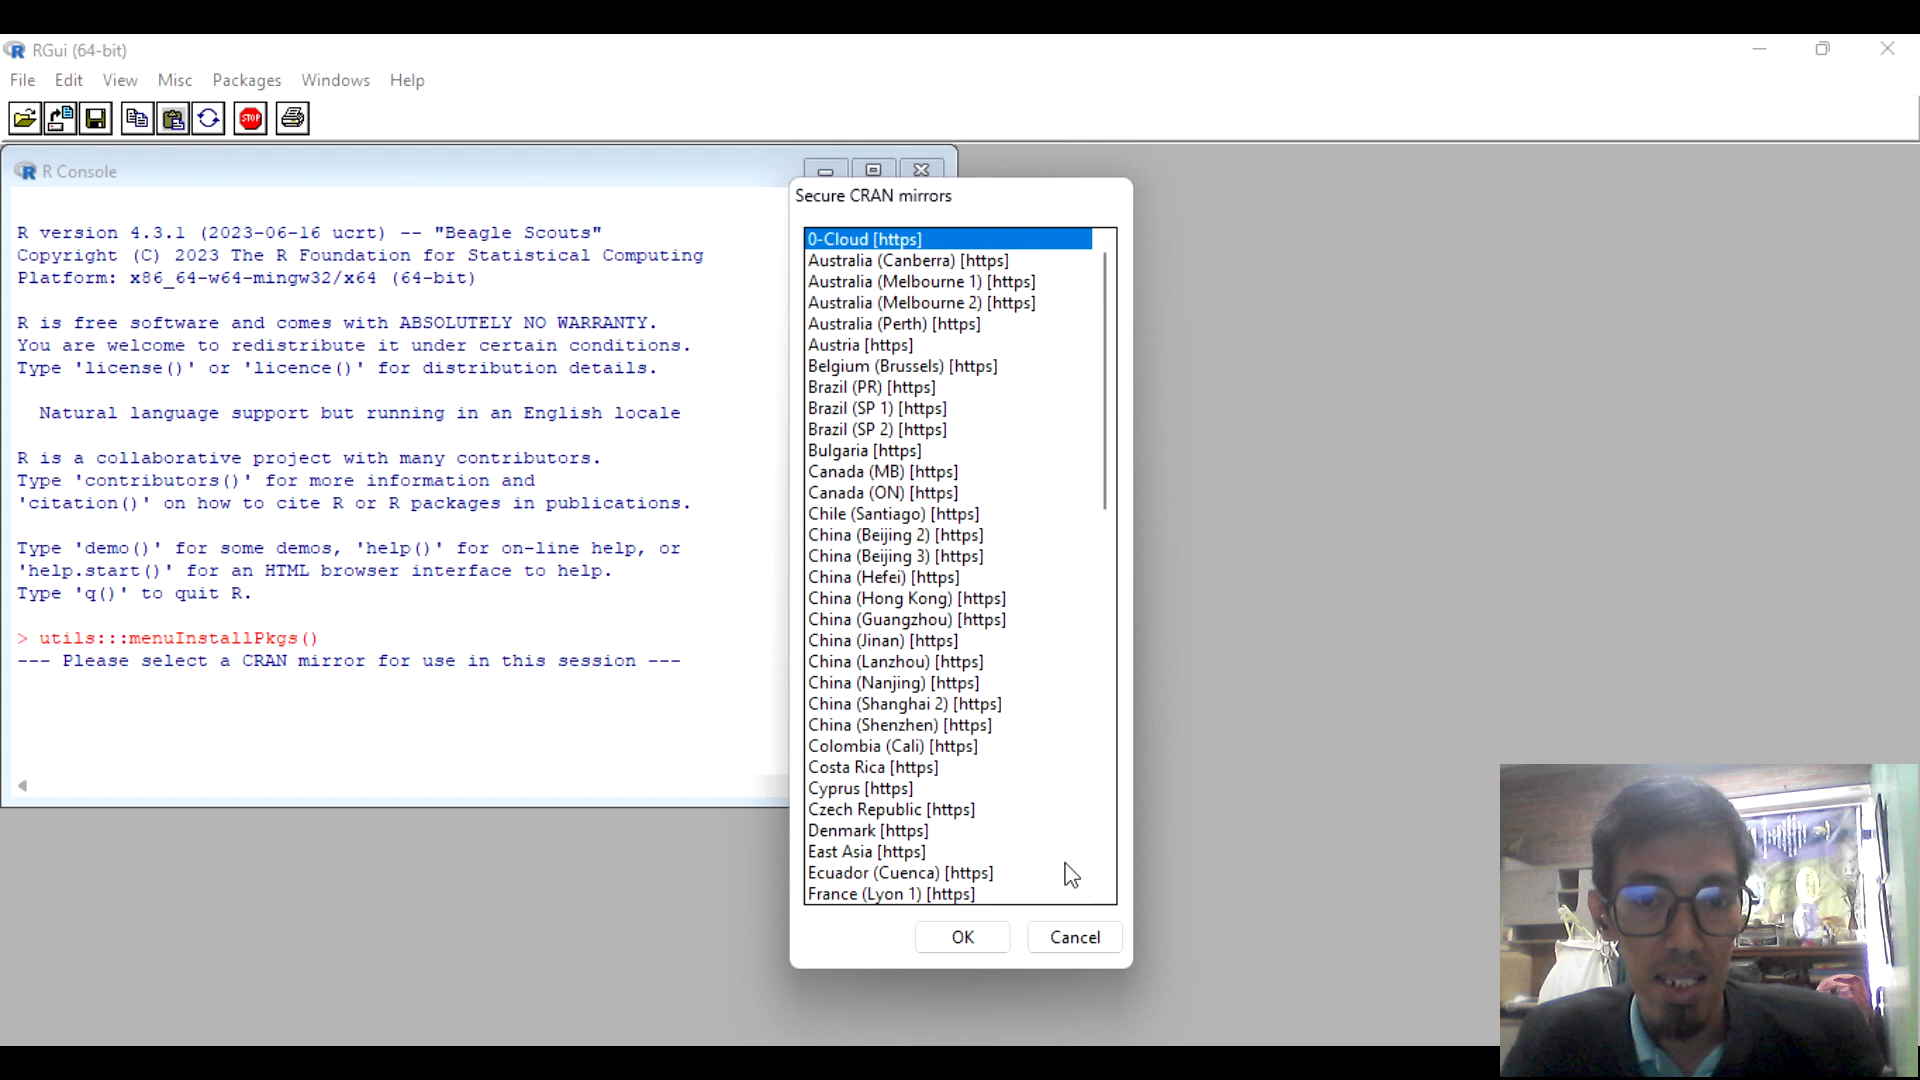 RGui (64-bit)
File Edit View Misc Packages Windows Help
STOP
R Console
R version 4.3.1 (2023-06-16 ucrt) -- "Beagle Scouts"
Copyright (C) 2023 The R Foundation for Statistical Computing
Platform: x86_64-w64-mingw32/x64 (64-bit)
R is free software and comes with ABSOLUTELY NO WARRANTY.
You are welcome to redistribute it under certain conditions.
Type 'license()' or 'licence()' for distribution details.
Natural language support but running in an English locale
R is a collaborative project with many contributors.
Type 'contributors()' for more information and
'citation()' on how to cite R or R packages in publications.
Type 'demo()' for some demos, 'help()' for on-line help, or
'help.start()' for an HTML browser interface to help.
Type 'q()' to quit R.
> utils:::menuInstallPkgs()
--- Please select a CRAN mirror for use in this session ---
Secure CRAN mirrors
0-Cloud [https]
Australia (Canberra) [https]
Australia (Melbourne 1) [https]
Australia (Melbourne 2) [https]
Australia (Perth) [https]
Austria [https]
Belgium (Brussels) [https]
Brazil (PR) [https]
Brazil (SP 1) [https]
Brazil (SP 2) [https]
Bulgaria [https]
Canada (MB) [https]
Canada (ON) [https]
Chile (Santiago) [https]
China (Beijing 2) [https]
China (Beijing 3) [https]
China (Hefei) [https]
China (Hong Kong) [https]
China (Guangzhou) [https]
China (Jinan) [https]
China (Lanzhou) [https]
China (Nanjing) [https]
China (Shanghai 2) [https]
China (Shenzhen) [https]
Colombia (Cali) [https]
Costa Rica [https]
Cyprus [https]
Czech Republic [https]
Denmark [https]
East Asia [https]
Ecuador (Cuenca) [https]
France (Lyon 1) [https]
OK Cancel